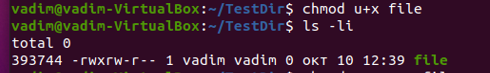 vadim@vadim-VirtualBox:~/TestDir$ chmod u+x file
vadim@vadim-VirtualBox:~/TestDir$ ls -li
total 0
393744 -rwxrw-r-- 1 vadim vadim 0 окт 10 12:39 file